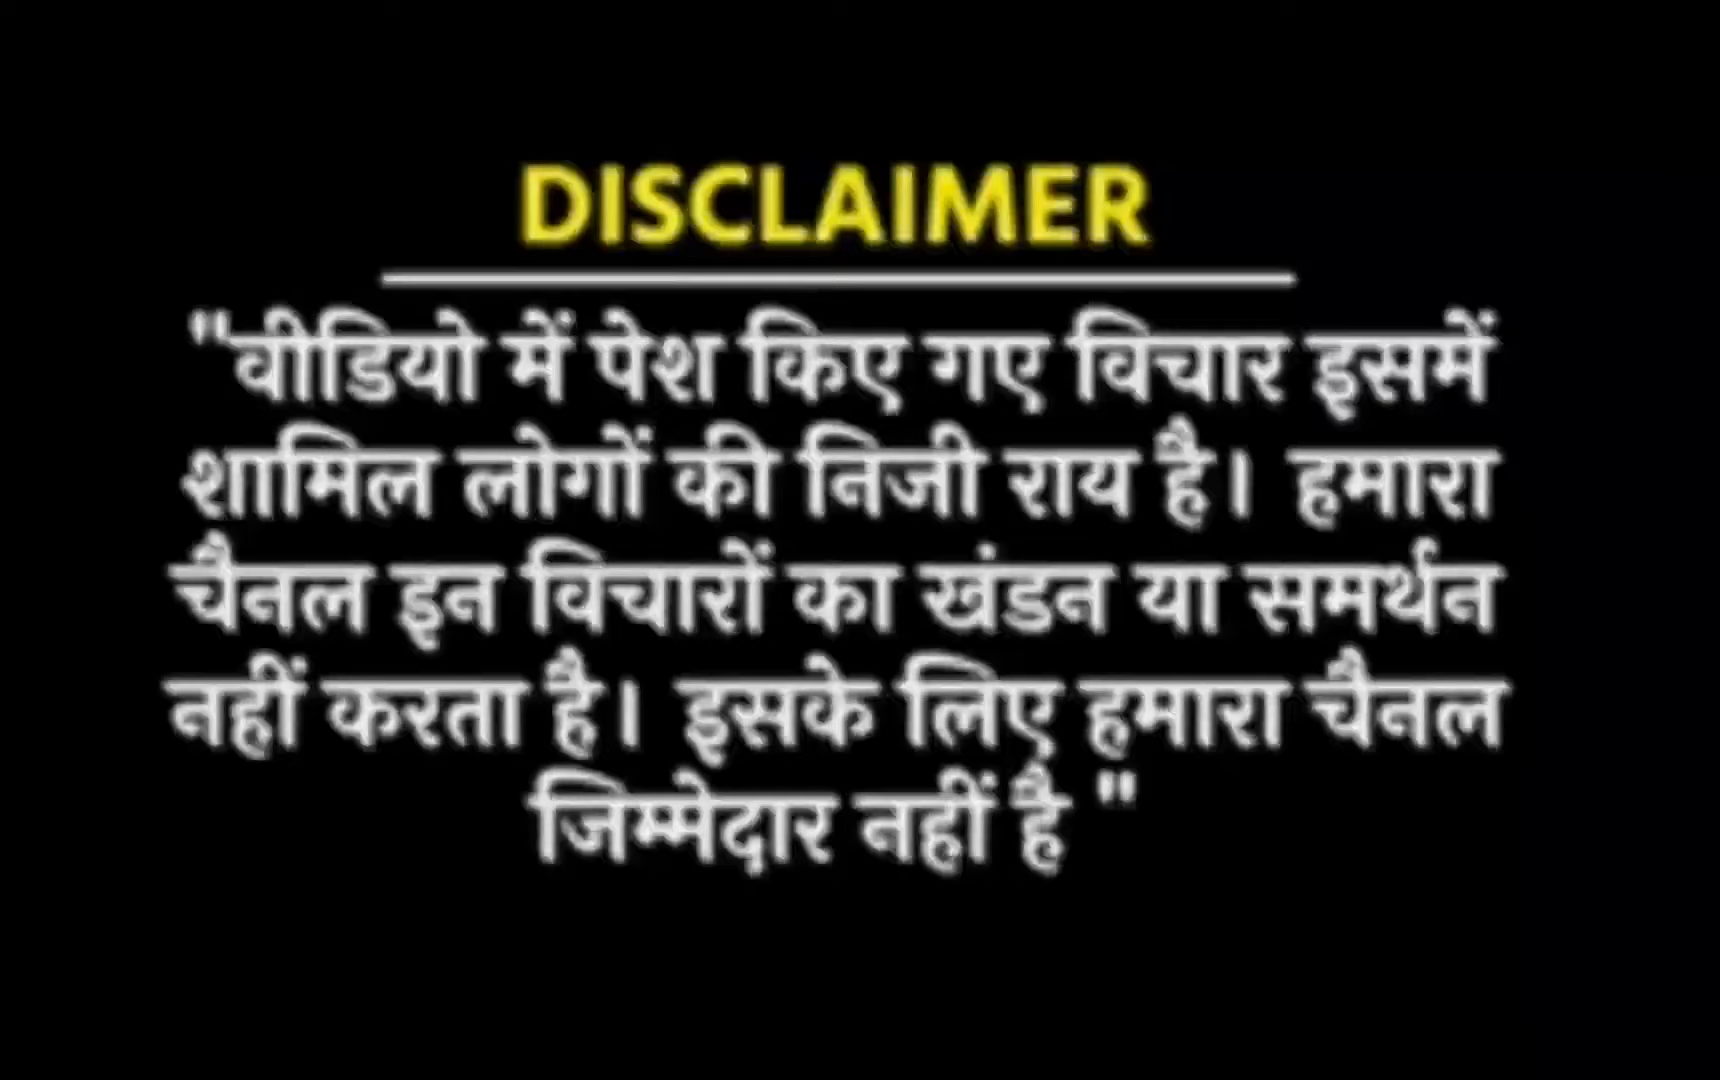 DISCLAIMER
"वीडियो में पेश किए गए विचार इसमें
शामिल लोगों की निजी राय है। हमारा
चैनल इन विचारों का खंडन या समर्थन
नहीं करता है। इसके लिए हमारा चैनल
जिम्मेदार नहीं है "